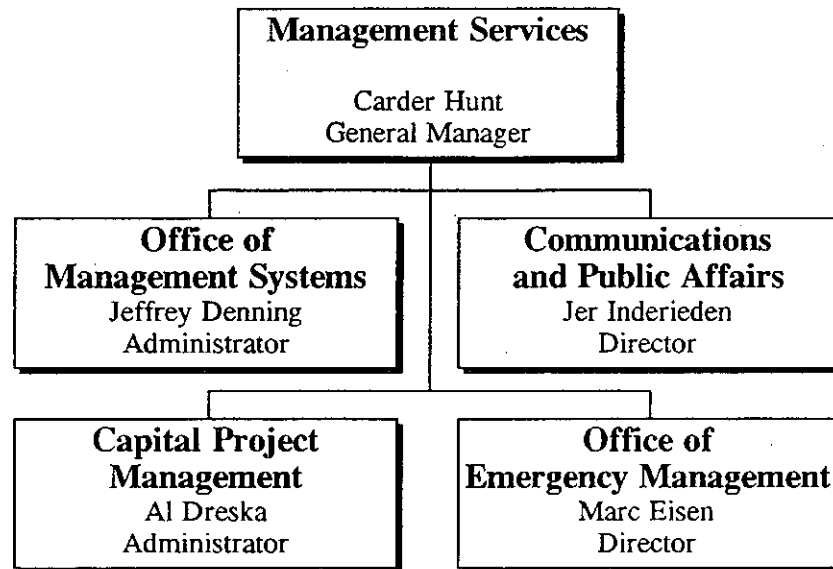 Management Services
Carder Hunt
General Manager
Office of
Management Systems
Jeffrey Denning
Administrator
Communications
and Public Affairs
Jer Inderieden
Director
Capital Project
Management
Al Dreska
Administrator
Office of
Emergency Management
Marc Eisen
Director